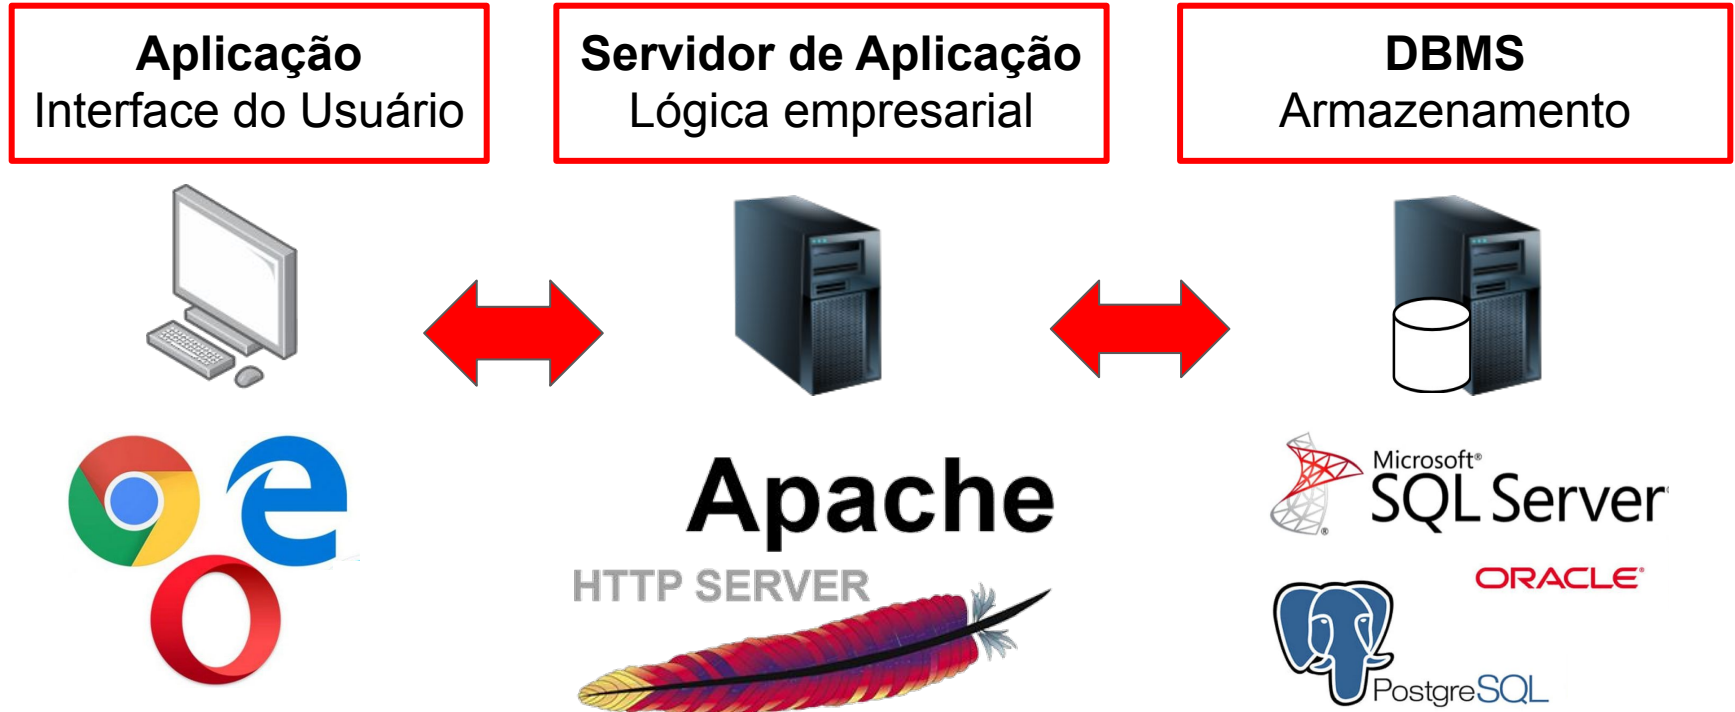 Aplicação
Interface do Usuário
Servidor de Aplicação
Lógica empresarial
DBMS
Armazenamento
Apache
HTTP SERVER
Microsoft®
SQL Server
ORACLE®
PostgreSQL